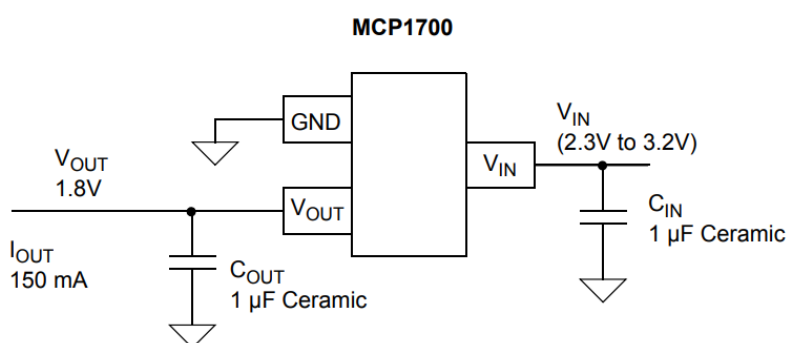 MCP1700
GND
VIN
(2.3V to 3.2V)
VIN
VOUT
1.8V
VOUT
CIN
1 µF Ceramic
IOUT
150 mA
COUT
1 µF Ceramic